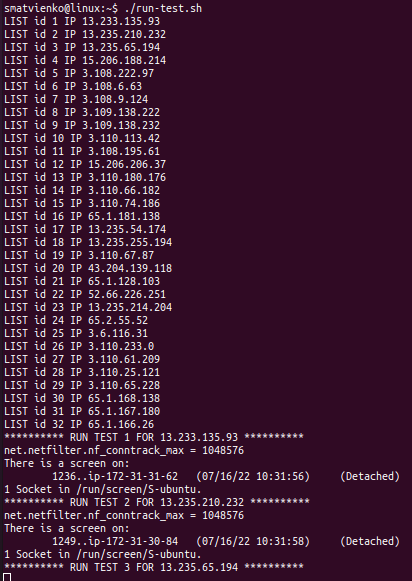 smatvienko@linux:~$ ./run-test.sh
LIST id 1 IP 13.233.135.93
LIST id 2 IP 13.235.210.232
LIST id 3 IP 13.235.65.194
LIST id 4 IP 15.206.188.214
LIST id 5 IP 3.108.222.97
LIST id 6 IP 3.108.6.63
LIST id 7 IP 3.108.9.124
LIST id 8 IP 3.109.138.222
LIST id 9 IP 3.109.138.232
LIST id 10 IP 3.110.113.42
LIST id 11 IP 3.108.195.61
LIST id 12 IP 15.206.206.37
LIST id 13 IP 3.110.180.176
LIST id 14 IP 3.110.66.182
LIST id 15 IP 3.110.74.186
LIST id 16 IP 65.1.181.138
LIST id 17 IP 13.235.54.174
LIST id 18 IP 13.235.255.194
LIST id 19 IP 3.110.67.87
LIST id 20 IP 43.204.139.118
LIST id 21 IP 65.1.128.103
LIST id 22 IP 52.66.226.251
LIST id 23 IP 13.235.214.204
LIST id 24 IP 65.2.55.52
LIST id 25 IP 3.6.116.31
LIST id 26 IP 3.110.233.0
LIST id 27 IP 3.110.61.209
LIST id 28 IP 3.110.25.121
LIST id 29 IP 3.110.65.228
LIST id 30 IP 65.1.168.138
LIST id 31 IP 65.1.167.180
LIST id 32 IP 65.1.266.26
********** RUN TEST 1 FOR 13.233.135.93 **********
net.netfilter.nf_conntrack_max = 1048576
There is a screen on:
1236..ip-172-31-31-62 (07/16/22 10:31:56) (Detached)
1 Socket in /run/screen/S-ubuntu.
********** RUN TEST 2 FOR 13.235.210.232 **********
net.netfilter.nf_conntrack_max = 1048576
There is a screen on:
1249..ip-172-31-30-84 (07/16/22 10:31:58) (Detached)
1 Socket in /run/screen/S-ubuntu.
********** RUN TEST 3 FOR 13.235.65.194 **********